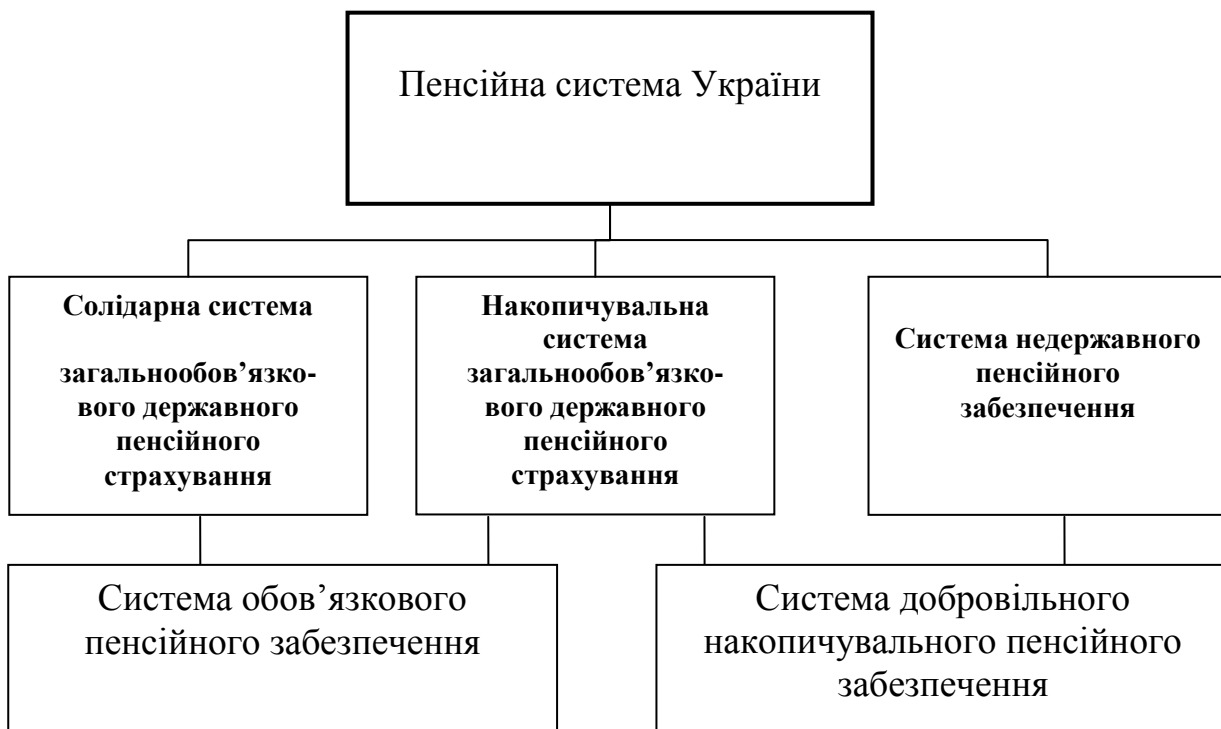 Пенсійна система України
Солідарна система
загальнообов’язко-
вого державного
пенсійного
страхування
Накопичувальна
система
загальнообов’язко-
вого державного
пенсійного
страхування
Система недержавного
пенсійного
забезпечення
Система обов’язкового
пенсійного забезпечення
Система добровільного
накопичувального пенсійного
забезпечення